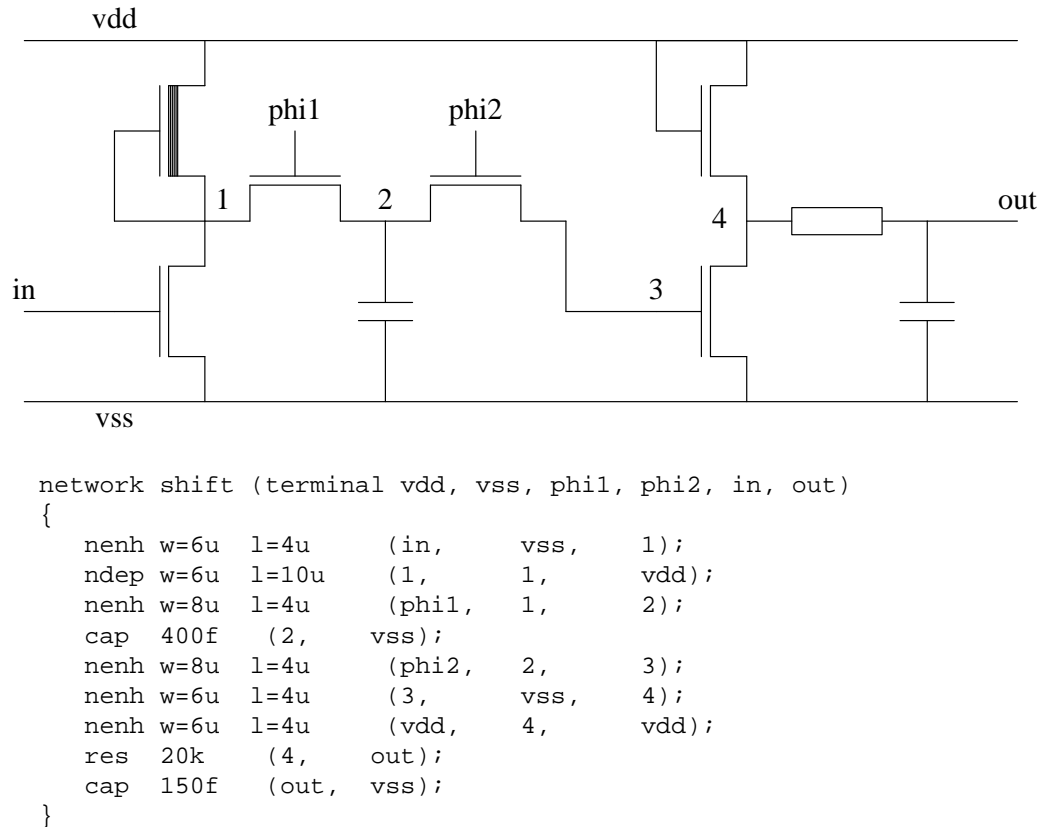 vdd
phi1 phi2
1 2 4 out
in 3
vss
network shift (terminal vdd, vss, phi1, phi2, in, out)
{
nenh w=6u l=4u (in, vss, 1);
ndep w=6u l=10u (1, 1, vdd);
nenh w=8u l=4u (phi1, 1, 2);
cap 400f (2, vss);
nenh w=8u l=4u (phi2, 2, 3);
nenh w=6u l=4u (3, vss, 4);
nenh w=6u l=4u (vdd, 4, vdd);
res 20k (4, out);
cap 150f (out, vss);
}